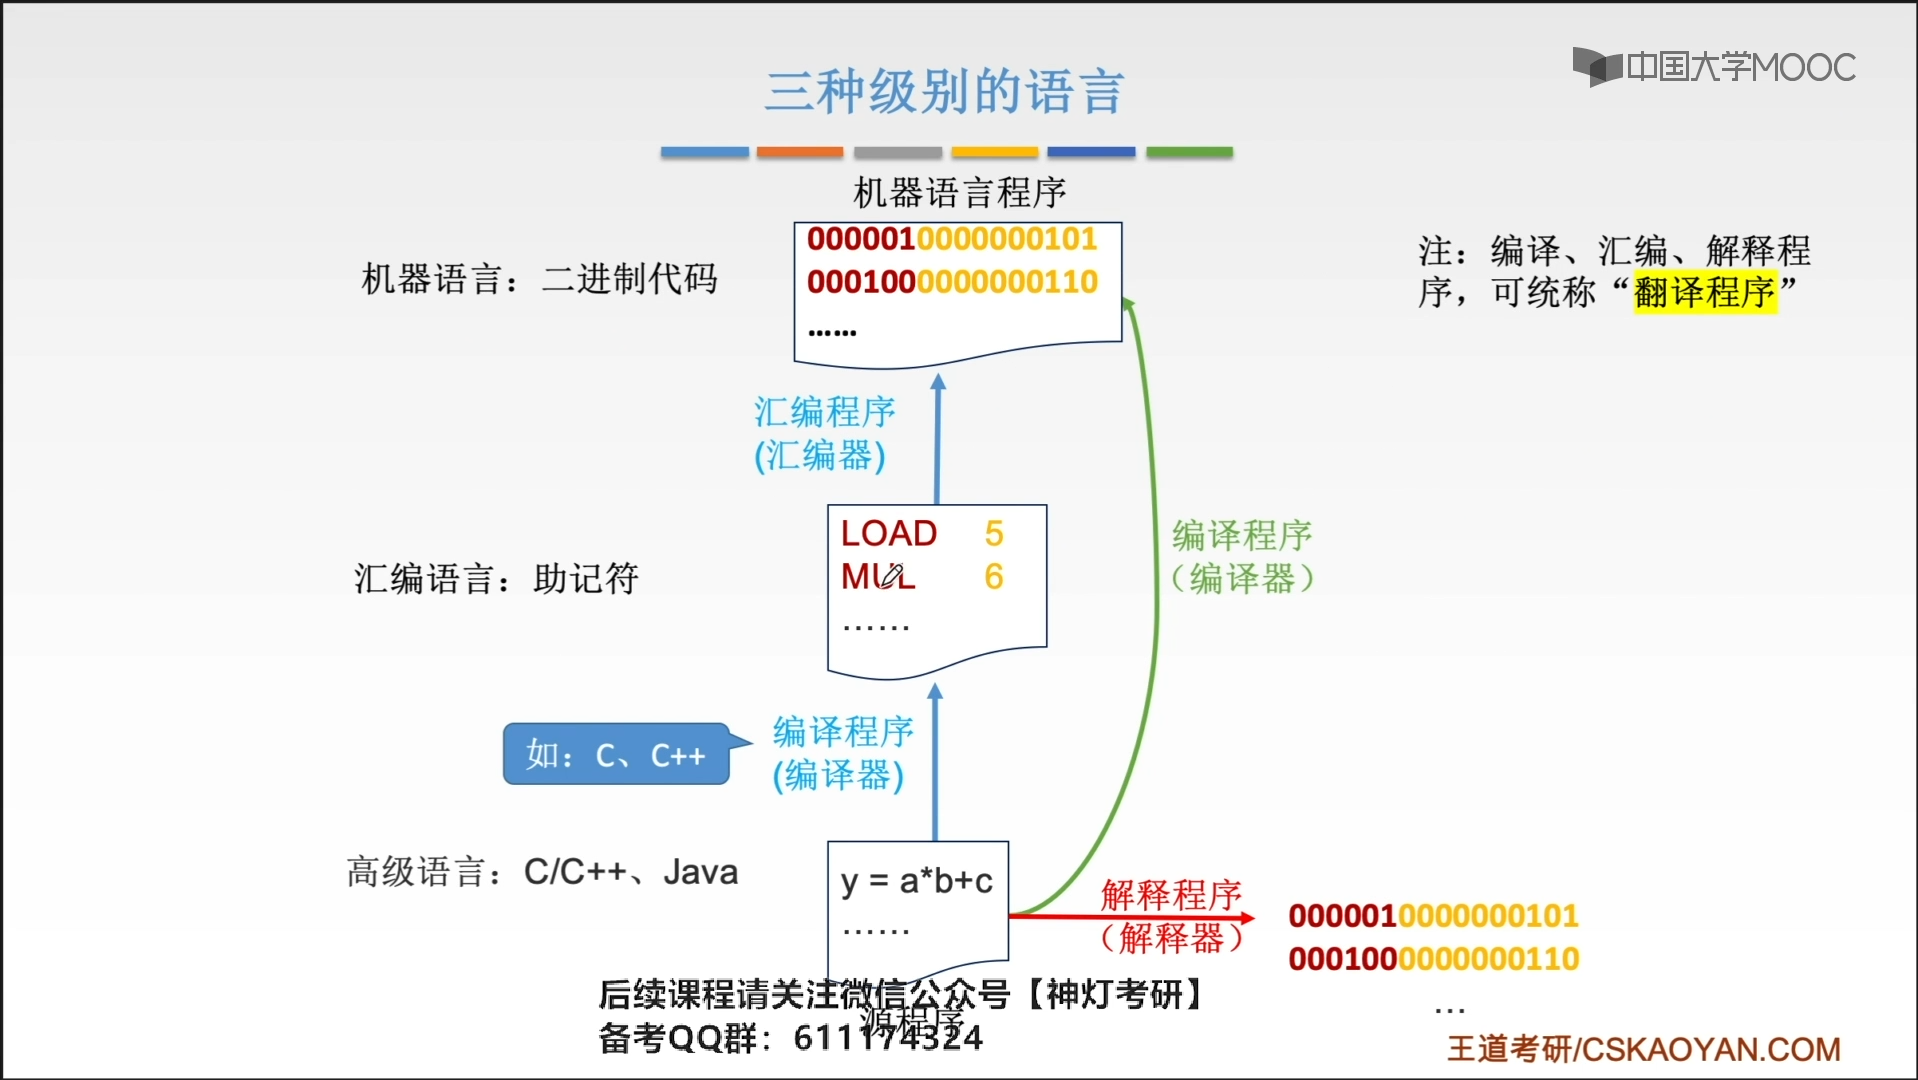 中国大学MOOC
三种级别的语言
机器语言程序
0000010000000101
0001000000000110
……
机器语言：二进制代码
注：编译、汇编、解释程
序，可统称“翻译程序”
汇编程序
(汇编器)
LOAD 5
MUL 6
……
汇编语言：助记符
编译程序
（编译器）
如：C、C++
编译程序
(编译器)
高级语言：C/C++、Java
y = a*b+c
……
解释程序
（解释器）
0000010000000101
0001000000000110
…
后续课程请关注微信公众号【神灯考研】
源程序
备考QQ群：611174324
王道考研/CSKAOYAN.COM